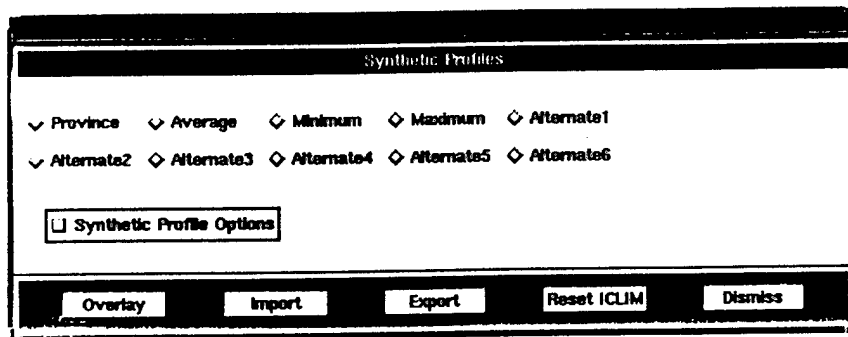 Synthetic Profiles
Province Average Minimum Maximum Alternate1
Alternate2 Alternate3 Alternate4 Alternate5 Alternate6
Synthetic Profile Options
Overlay Import Export Reset ICLIM Dismiss